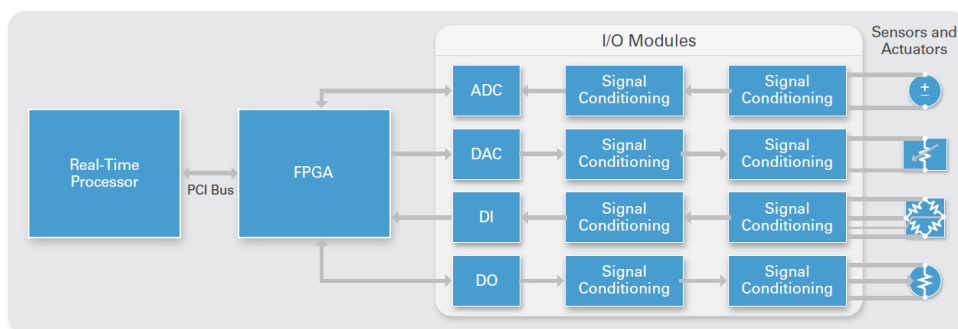 I/O Modules
Sensors and
Actuators
Real-Time
Processor
PCI Bus
FPGA
ADC
Signal
Conditioning
Signal
Conditioning
±
DAC
Signal
Conditioning
Signal
Conditioning
DI
Signal
Conditioning
Signal
Conditioning
DO
Signal
Conditioning
Signal
Conditioning